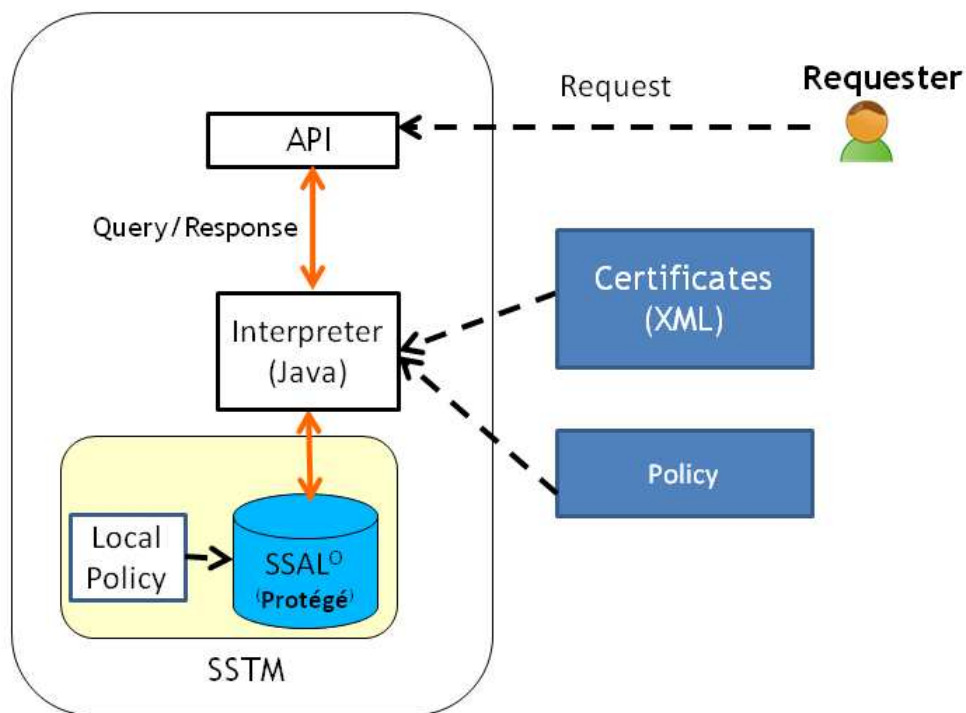 Requester
Request
API
Query/Response
Certificates
(XML)
Interpreter
(Java)
Policy
Local
Policy
SSAL^O
(Protégé)
SSTM